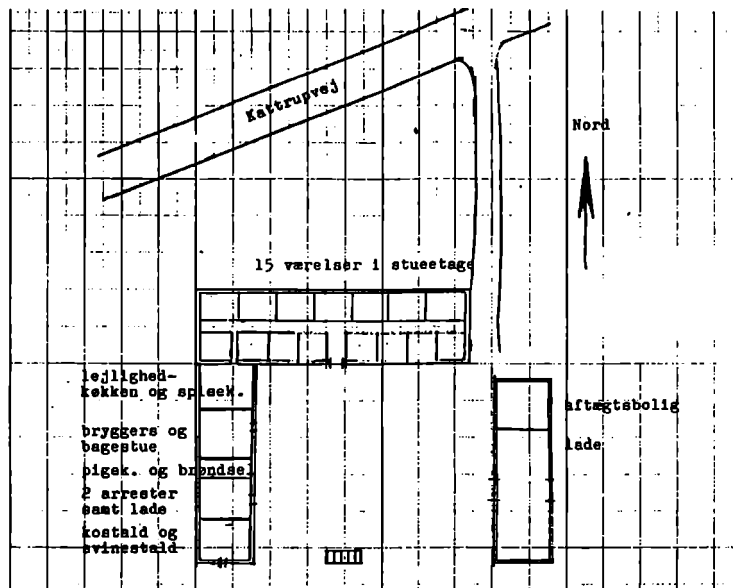 Kattrupvej
Nord
15 værelser i stueetage
lejlighed-
køkken og spisek.
bryggers og
bagestue
pigek. og brændsel
2 arrester
samt lade
kostald og
svinestald
aftægtsbolig
lade